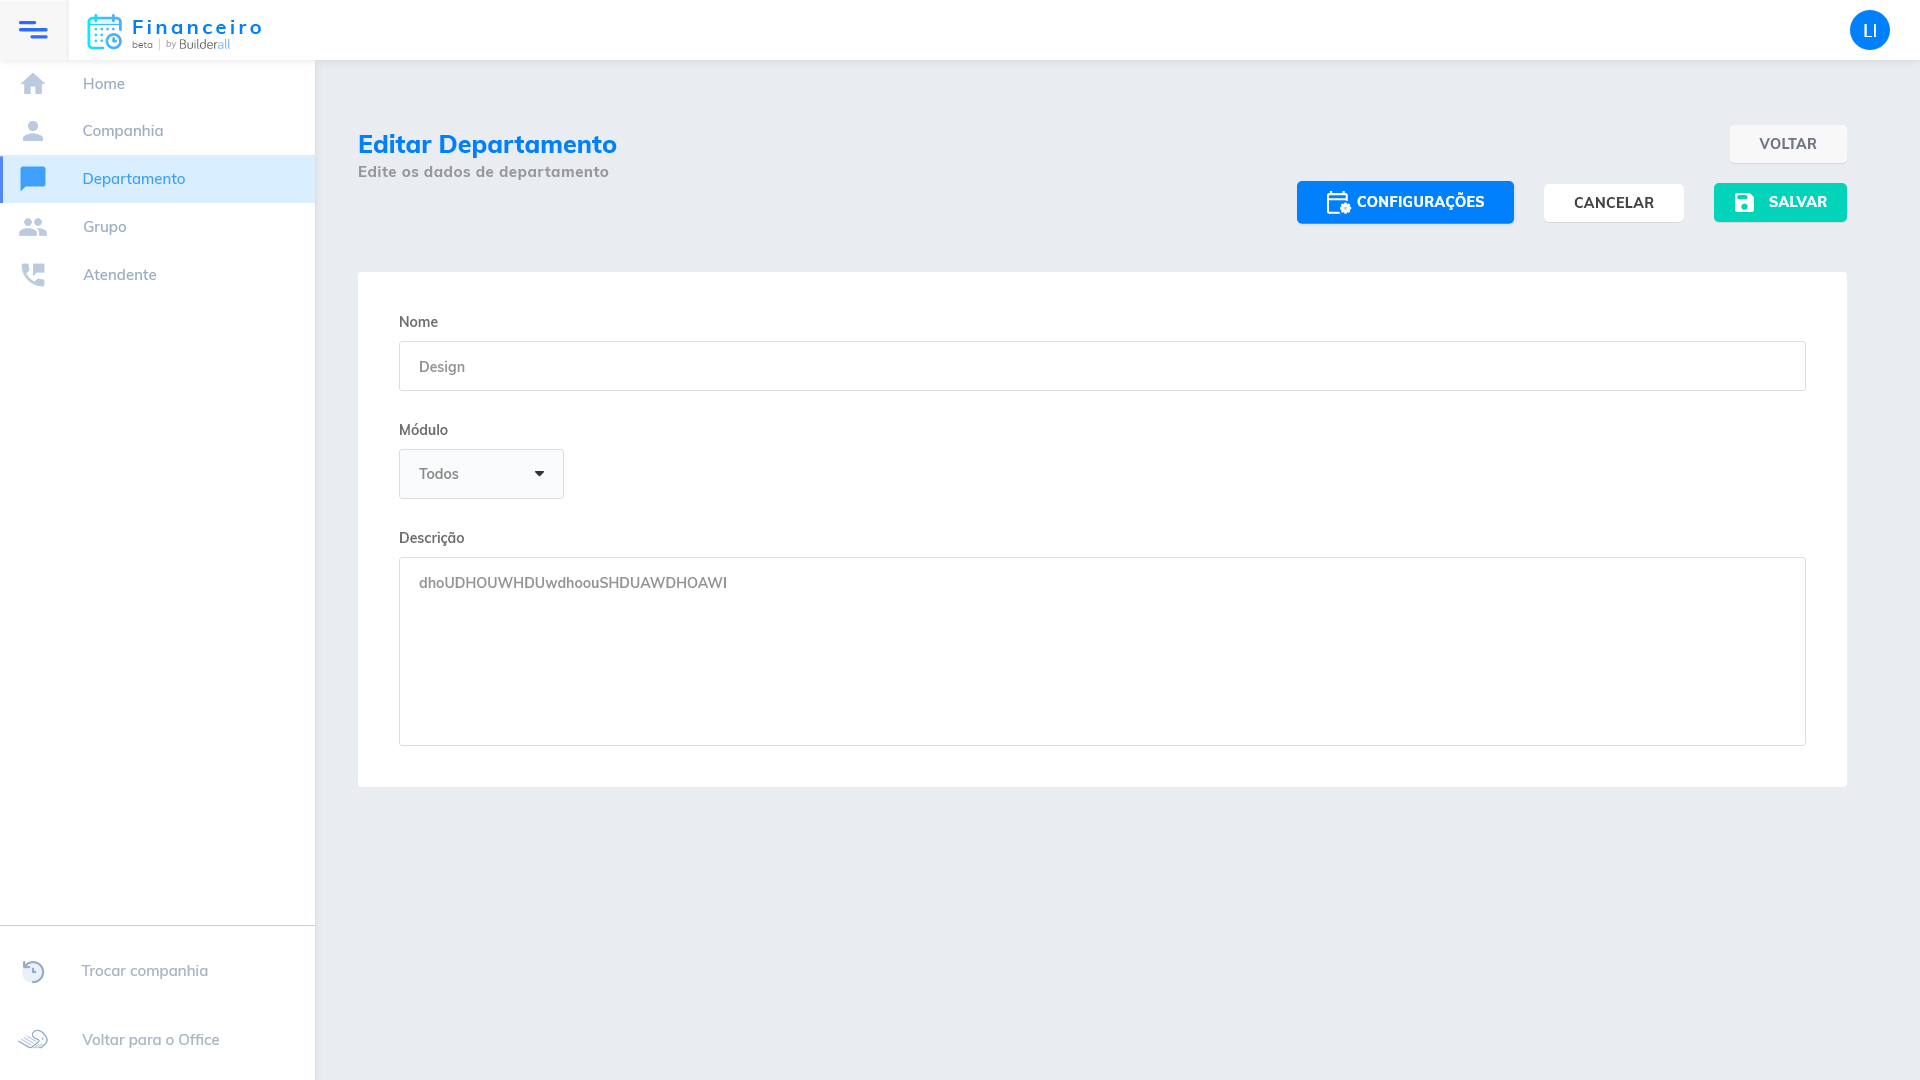 Financeiro
beta | by Builderall
LI
Home
Companhia
Departamento
Grupo
Atendente
Trocar companhia
Voltar para o Office
Editar Departamento
Edite os dados de departamento
VOLTAR
CONFIGURAÇÕES
CANCELAR
SALVAR
Nome
Design
Módulo
Todos
Descrição
dhoUDHOUWHDUwdhoouSHDUAWDHOAWI